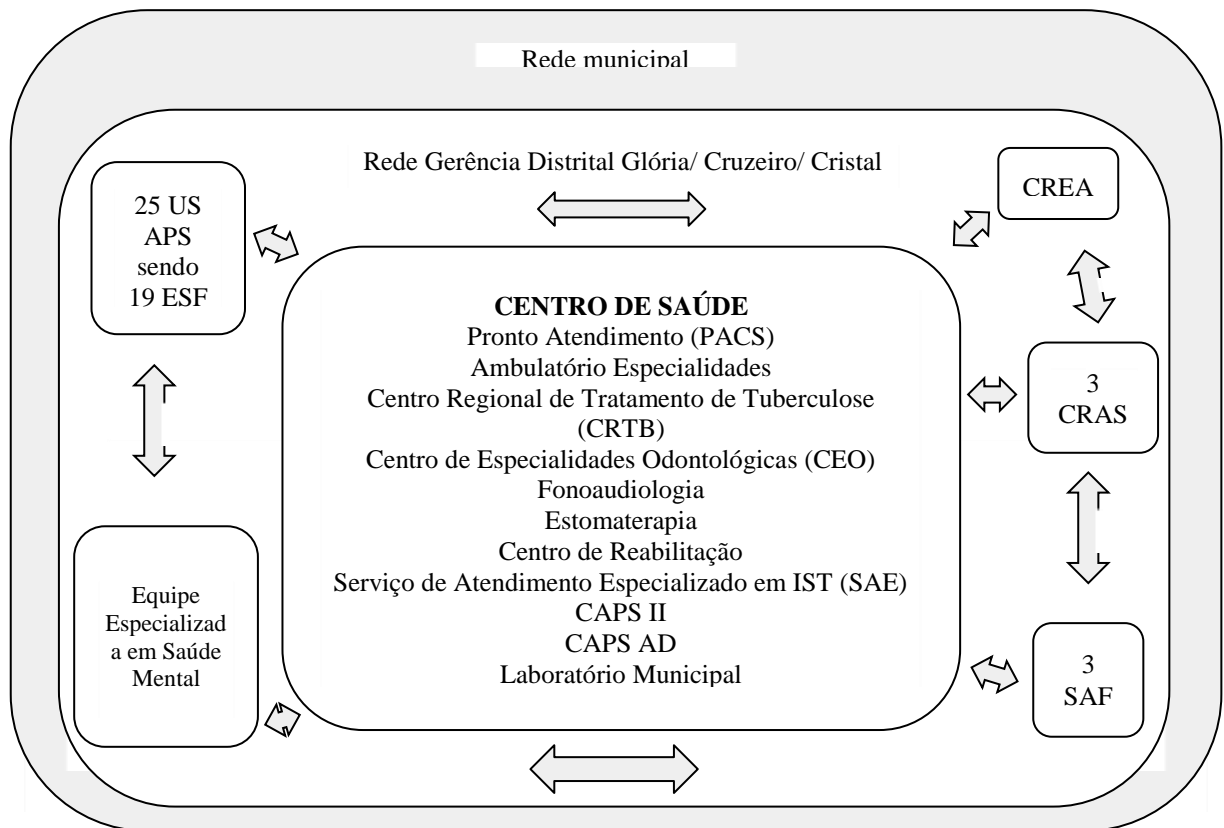 Rede municipal
Rede Gerência Distrital Glória/ Cruzeiro/ Cristal
25 US
APS
sendo
19 ESF
CREA
CENTRO DE SAÚDE
Pronto Atendimento (PACS)
Ambulatório Especialidades
Centro Regional de Tratamento de Tuberculose
(CRTB)
Centro de Especialidades Odontológicas (CEO)
Fonoaudiologia
Estomaterapia
Centro de Reabilitação
Serviço de Atendimento Especializado em IST (SAE)
CAPS II
CAPS AD
Laboratório Municipal
3
CRAS
Equipe
Especializad
a em Saúde
Mental
3
SAF